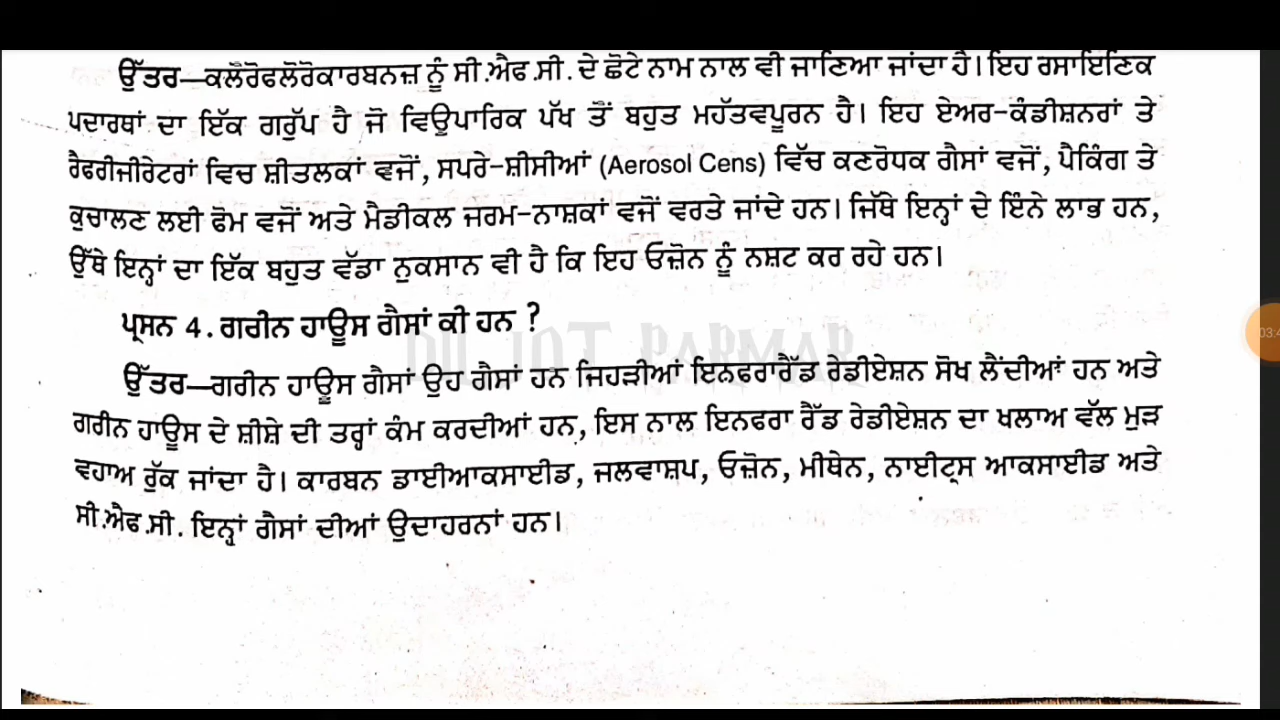 ਉੱਤਰ—ਕਲੋਰੋਫਲੋਰੋਕਾਰਬਨਜ਼ ਨੂੰ ਸੀ.ਐਫ.ਸੀ. ਦੇ ਛੋਟੇ ਨਾਮ ਨਾਲ ਵੀ ਜਾਣਿਆ ਜਾਂਦਾ ਹੈ। ਇਹ ਰਸਾਇਣਿਕ
ਪਦਾਰਥਾਂ ਦਾ ਇੱਕ ਗਰੁੱਪ ਹੈ ਜੋ ਵਿਉਪਾਰਿਕ ਪੱਖ ਤੋਂ ਬਹੁਤ ਮਹੱਤਵਪੂਰਨ ਹੈ। ਇਹ ਏਅਰ-ਕੰਡੀਸ਼ਨਰਾਂ ਤੇ
ਰੈਫਰੀਜੀਰੇਟਰਾਂ ਵਿਚ ਸ਼ੀਤਲਕਾਂ ਵਜੋਂ, ਸਪਰੇ-ਸ਼ੀਸੀਆਂ (Aerosol Cens) ਵਿੱਚ ਕਣਰੋਧਕ ਗੈਸਾਂ ਵਜੋਂ, ਪੈਕਿੰਗ ਤੇ
ਕੁਚਾਲਣ ਲਈ ਫੋਮ ਵਜੋਂ ਅਤੇ ਮੈਡੀਕਲ ਜਰਮ-ਨਾਸ਼ਕਾਂ ਵਜੋਂ ਵਰਤੇ ਜਾਂਦੇ ਹਨ। ਜਿੱਥੇ ਇਨ੍ਹਾਂ ਦੇ ਇੰਨੇ ਲਾਭ ਹਨ,
ਉੱਥੇ ਇਨ੍ਹਾਂ ਦਾ ਇੱਕ ਬਹੁਤ ਵੱਡਾ ਨੁਕਸਾਨ ਵੀ ਹੈ ਕਿ ਇਹ ਓਜ਼ੋਨ ਨੂੰ ਨਸ਼ਟ ਕਰ ਰਹੇ ਹਨ।
ਪ੍ਰਸਨ 4. ਗਰੀਨ ਹਾਊਸ ਗੈਸਾਂ ਕੀ ਹਨ ?
DILJOT PARMAR
ਉੱਤਰ—ਗਰੀਨ ਹਾਊਸ ਗੈਸਾਂ ਉਹ ਗੈਸਾਂ ਹਨ ਜਿਹੜੀਆਂ ਇਨਫਰਾਰੈੱਡ ਰੇਡੀਏਸ਼ਨ ਸੋਖ ਲੈਂਦੀਆਂ ਹਨ ਅਤੇ
ਗਰੀਨ ਹਾਊਸ ਦੇ ਸ਼ੀਸ਼ੇ ਦੀ ਤਰ੍ਹਾਂ ਕੰਮ ਕਰਦੀਆਂ ਹਨ, ਇਸ ਨਾਲ ਇਨਫਰਾ ਰੈੱਡ ਰੇਡੀਏਸ਼ਨ ਦਾ ਖਲਾਅ ਵੱਲ ਮੁੜ
ਵਹਾਅ ਰੁੱਕ ਜਾਂਦਾ ਹੈ। ਕਾਰਬਨ ਡਾਈਆਕਸਾਈਡ, ਜਲਵਾਸ਼ਪ, ਓਜ਼ੋਨ, ਮੀਥੇਨ, ਨਾਈਟ੍ਰਸ ਆਕਸਾਈਡ ਅਤੇ
ਸੀ.ਐਫ.ਸੀ. ਇਨ੍ਹਾਂ ਗੈਸਾਂ ਦੀਆਂ ਉਦਾਹਰਨਾਂ ਹਨ।